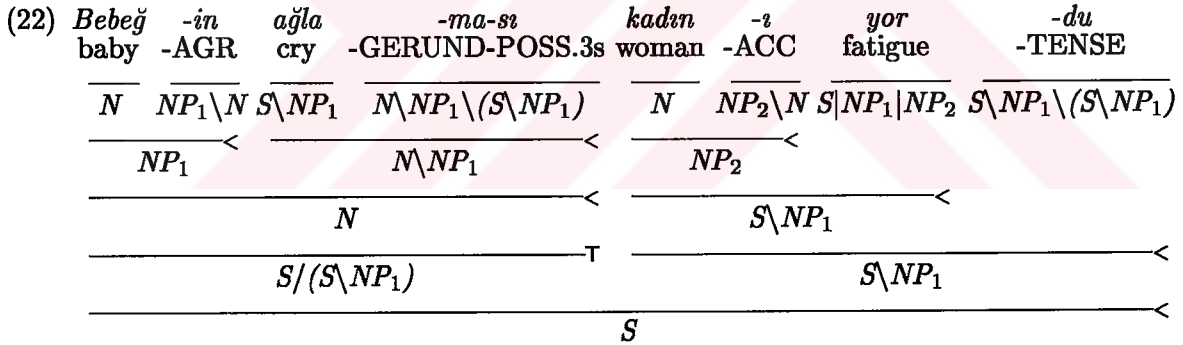 (22) Bebeğ -in ağla -ma-sı kadın -ı yor -du
baby -AGR cry -GERUND-POSS.3s woman -ACC fatigue -TENSE
N NP₁\N S\NP₁ N\NP₁\(S\NP₁) N NP₂\N S|NP₁|NP₂ S\NP₁\(S\NP₁)
< < <
NP₁ N\NP₁ NP₂
< <
N S\NP₁
T <
S/(S\NP₁) S\NP₁
<
S